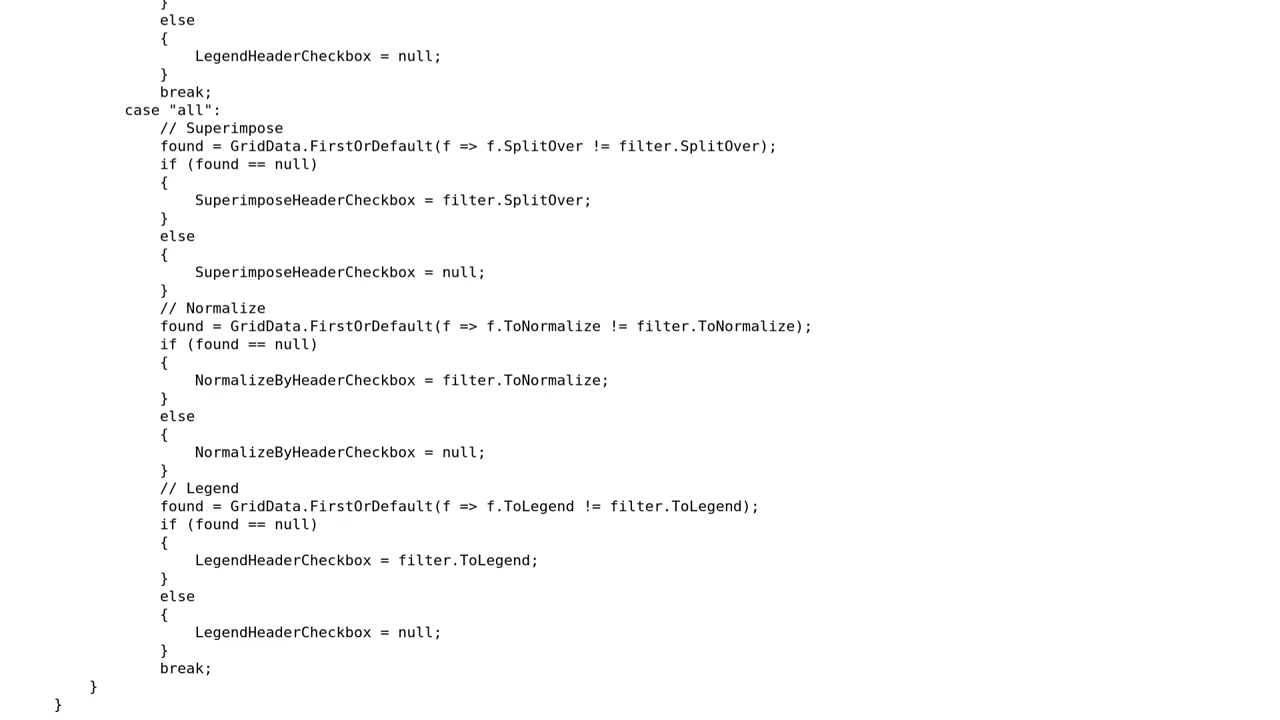 }
else
{
LegendHeaderCheckbox = null;
}
break;
case "all":
// Superimpose
found = GridData.FirstOrDefault(f => f.SplitOver != filter.SplitOver);
if (found == null)
{
SuperimposeHeaderCheckbox = filter.SplitOver;
}
else
{
SuperimposeHeaderCheckbox = null;
}
// Normalize
found = GridData.FirstOrDefault(f => f.ToNormalize != filter.ToNormalize);
if (found == null)
{
NormalizeByHeaderCheckbox = filter.ToNormalize;
}
else
{
NormalizeByHeaderCheckbox = null;
}
// Legend
found = GridData.FirstOrDefault(f => f.ToLegend != filter.ToLegend);
if (found == null)
{
LegendHeaderCheckbox = filter.ToLegend;
}
else
{
LegendHeaderCheckbox = null;
}
break;
}
}